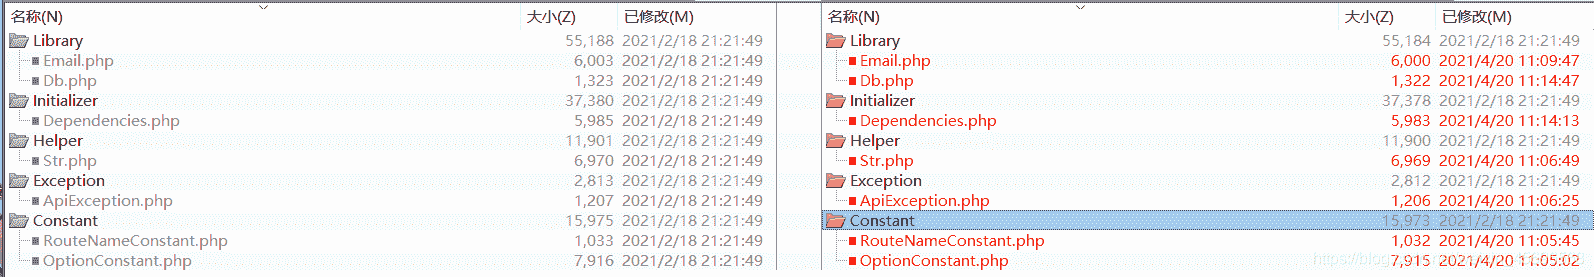 名称(N) 大小(Z) 已修改(M) 名称(N) 大小(Z) 已修改(M)
Library 55,188 2021/2/18 21:21:49 Library 55,184 2021/2/18 21:21:49
Email.php 6,003 2021/2/18 21:21:49 Email.php 6,000 2021/4/20 11:09:47
Db.php 1,323 2021/2/18 21:21:49 Db.php 1,322 2021/4/20 11:14:47
Initializer 37,380 2021/2/18 21:21:49 Initializer 37,378 2021/2/18 21:21:49
Dependencies.php 5,985 2021/2/18 21:21:49 Dependencies.php 5,983 2021/4/20 11:14:13
Helper 11,901 2021/2/18 21:21:49 Helper 11,900 2021/2/18 21:21:49
Str.php 6,970 2021/2/18 21:21:49 Str.php 6,969 2021/4/20 11:06:49
Exception 2,813 2021/2/18 21:21:49 Exception 2,812 2021/2/18 21:21:49
ApiException.php 1,207 2021/2/18 21:21:49 ApiException.php 1,206 2021/4/20 11:06:25
Constant 15,975 2021/2/18 21:21:49 Constant 15,973 2021/2/18 21:21:49
RouteNameConstant.php 1,033 2021/2/18 21:21:49 RouteNameConstant.php 1,032 2021/4/20 11:05:45
OptionConstant.php 7,916 2021/2/18 21:21:49 OptionConstant.php 7,915 2021/4/20 11:05:02